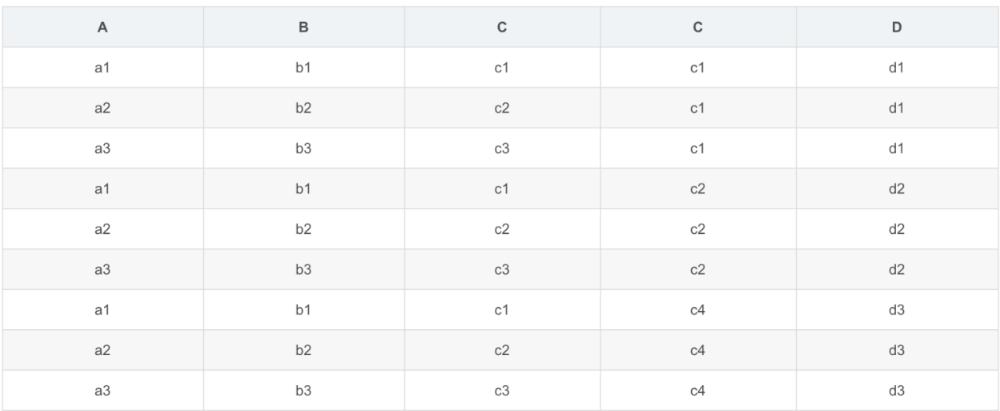 A B C C D
a1 b1 c1 c1 d1
a2 b2 c2 c1 d1
a3 b3 c3 c1 d1
a1 b1 c1 c2 d2
a2 b2 c2 c2 d2
a3 b3 c3 c2 d2
a1 b1 c1 c4 d3
a2 b2 c2 c4 d3
a3 b3 c3 c4 d3